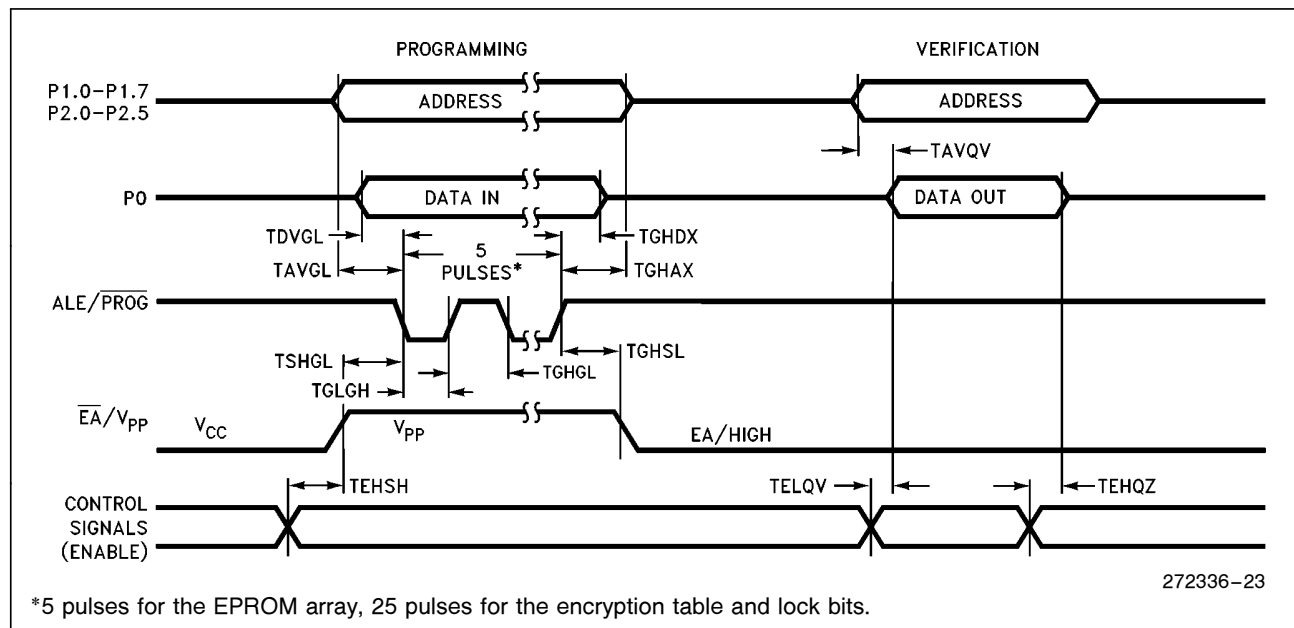 PROGRAMMING VERIFICATION
P1.0–P1.7
P2.0–P2.5
ADDRESS ADDRESS
TAVQV
P0
DATA IN DATA OUT
TDVGL 5 TGHDX
TAVGL PULSES* TGHAX
ALE/PROG
TSHGL TGHSL
TGHGL
TGLGH
EA/VPP
VCC VPP EA/HIGH
TEHSH TELQV TEHQZ
CONTROL
SIGNALS
(ENABLE)
272336–23
*5 pulses for the EPROM array, 25 pulses for the encryption table and lock bits.